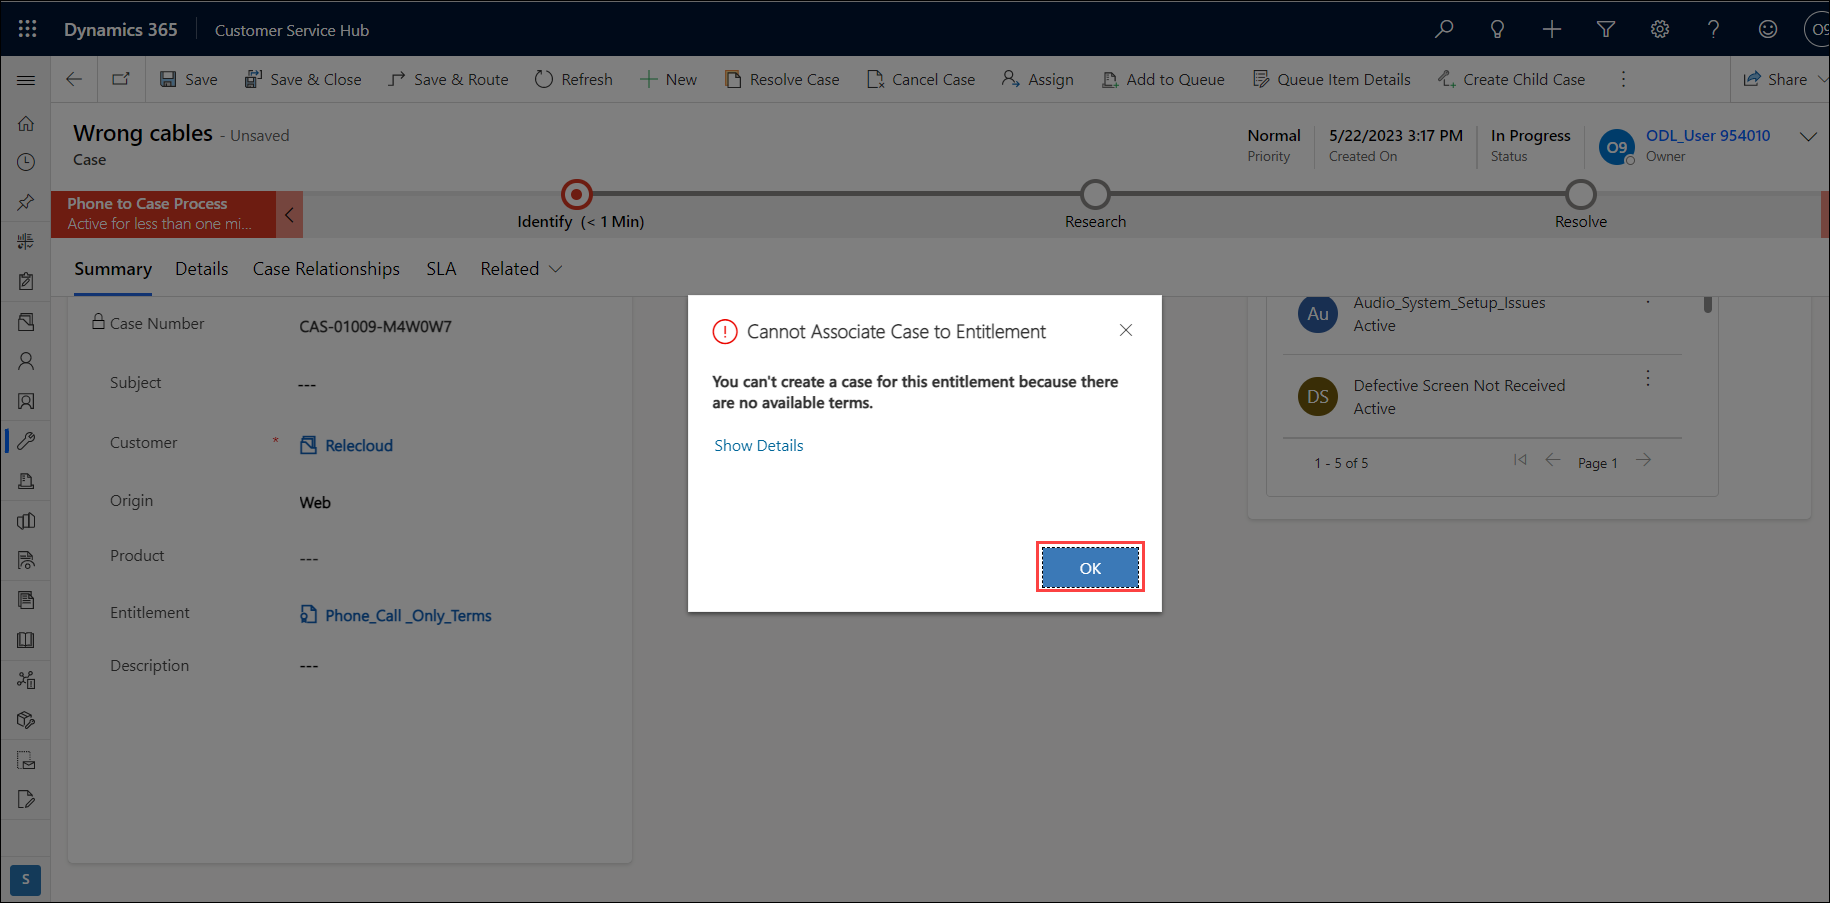 Dynamics 365
Customer Service Hub
O9
Save
Save & Close
Save & Route
Refresh
New
Resolve Case
Cancel Case
Assign
Add to Queue
Queue Item Details
Create Child Case
Share
Wrong cables - Unsaved
Case
Normal
Priority
5/22/2023 3:17 PM
Created On
In Progress
Status
O9
ODL_User 954010
Owner
Phone to Case Process
Active for less than one mi...
Identify (< 1 Min)
Research
Resolve
Summary
Details
Case Relationships
SLA
Related
Case Number
CAS-01009-M4W0W7
Subject
---
Customer *
Relecloud
Origin
Web
Product
---
Entitlement
Phone_Call _Only_Terms
Description
---
Cannot Associate Case to Entitlement
You can't create a case for this entitlement because there
are no available terms.
Show Details
OK
Au
Audio_System_Setup_Issues
Active
DS
Defective Screen Not Received
Active
1 - 5 of 5
Page 1
S